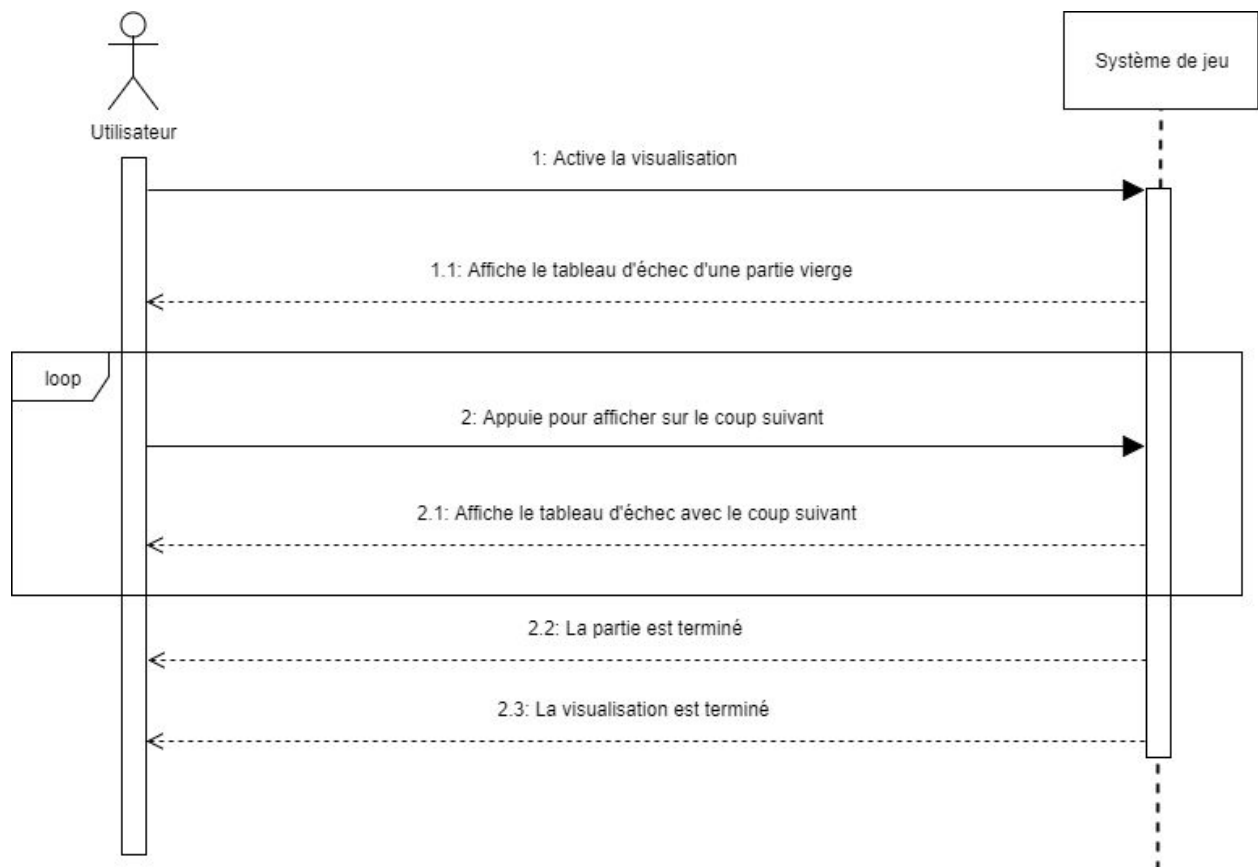 Système de jeu
Utilisateur
1: Active la visualisation
1.1: Affiche le tableau d'échec d'une partie vierge
loop
2: Appuie pour afficher sur le coup suivant
2.1: Affiche le tableau d'échec avec le coup suivant
2.2: La partie est terminé
2.3: La visualisation est terminé